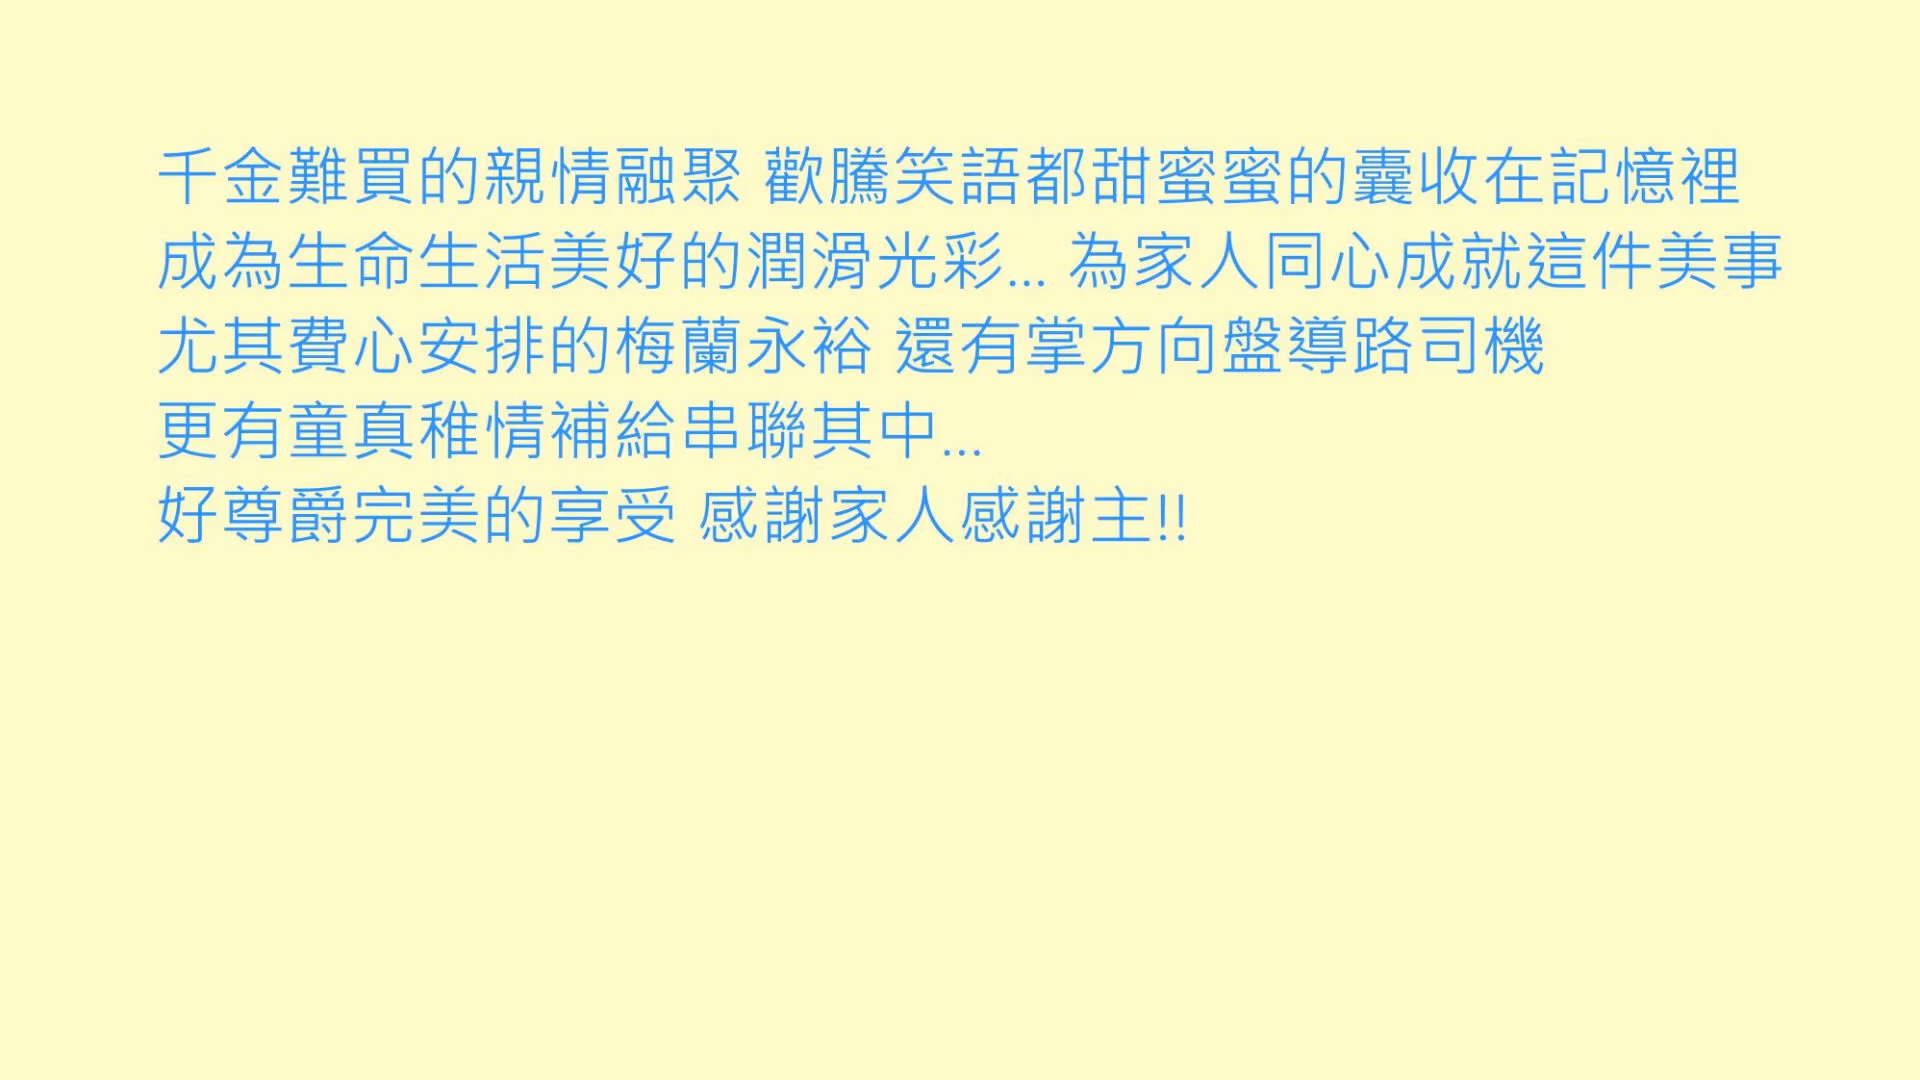 千金難買的親情融聚 歡騰笑語都甜蜜蜜的囊收在記憶裡
成為生命生活美好的潤滑光彩... 為家人同心成就這件美事
尤其費心安排的梅蘭永裕 還有掌方向盤導路司機
更有童真稚情補給串聯其中...
好尊爵完美的享受 感謝家人感謝主!!